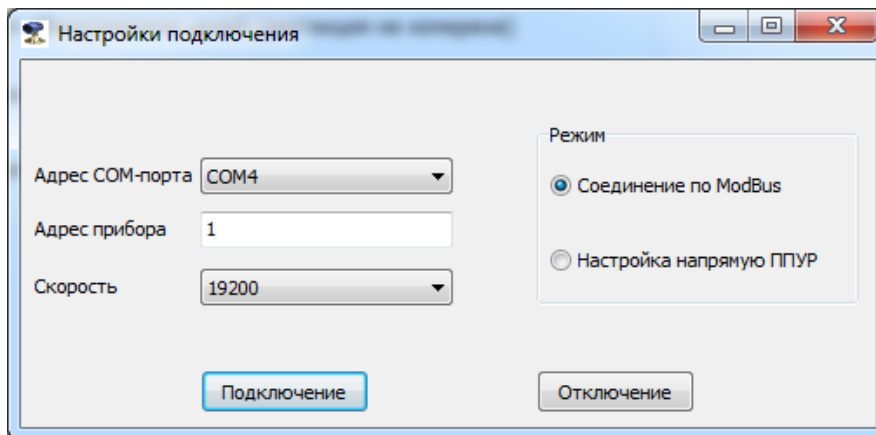 Настройки подключения
Адрес COM-порта COM4
Адрес прибора 1
Скорость 19200
Режим
Соединение по ModBus
Настройка напрямую ППУР
Подключение
Отключение